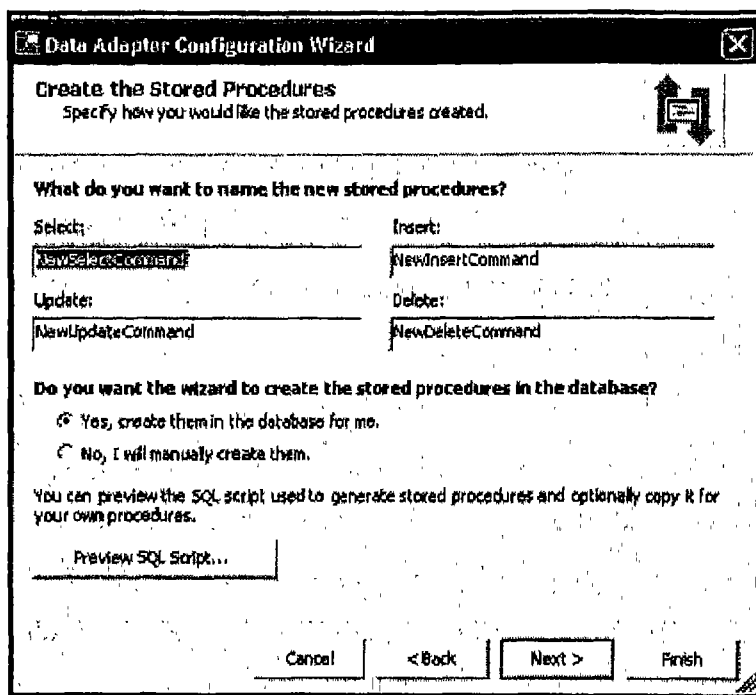 Data Adapter Configuration Wizard
Create the Stored Procedures
Specify how you would like the stored procedures created.
What do you want to name the new stored procedures?
Select: Insert:
NewSelectCommand NewInsertCommand
Update: Delete:
NewUpdateCommand NewDeleteCommand
Do you want the wizard to create the stored procedures in the database?
Yes, create them in the database for me.
No, I will manually create them.
You can preview the SQL script used to generate stored procedures and optionally copy it for
your own procedures.
Preview SQL Script...
Cancel < Back Next > Finish